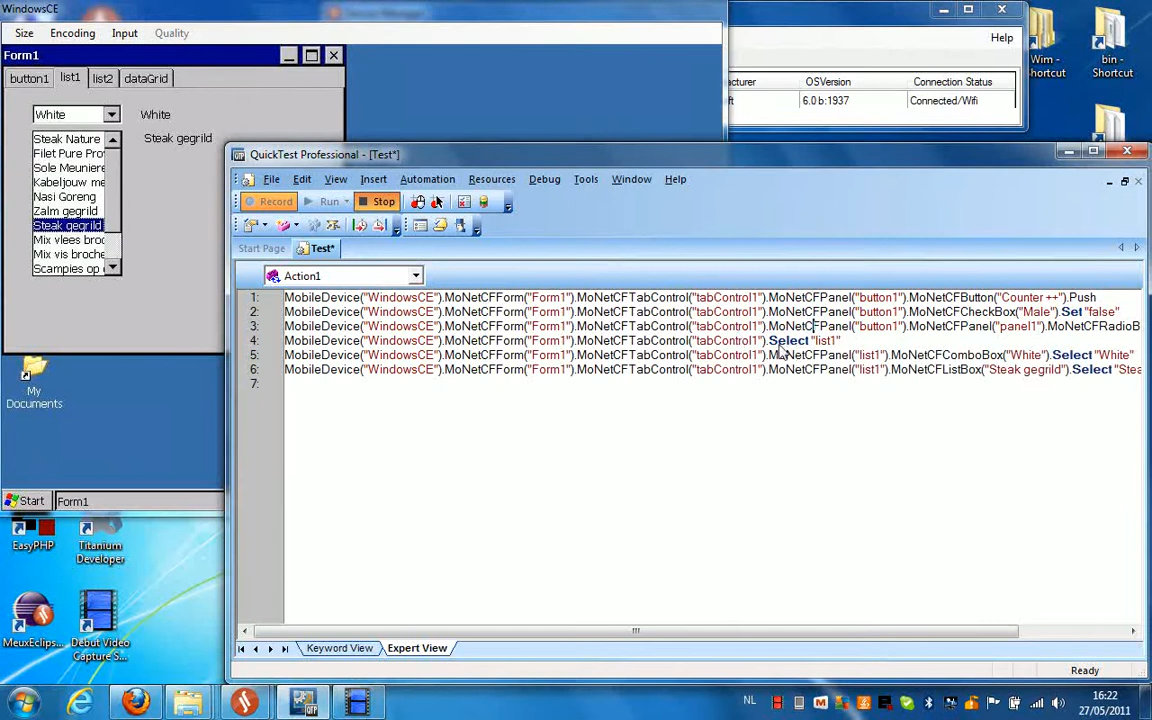 WindowsCE
Size Encoding Input Quality
Form1
button1 list1 list2 dataGrid
White White
Steak Nature Steak gegrild
Filet Pure Pro
Sole Meuniere
Kabeljouw me
Nasi Goreng
Zalm gegrild
Steak gegrild
Mix vlees broc
Mix vis broche
Scampies op
My
Documents
Start Form1
Help
acturer OSVersion Connection Status
ft 6.0 b:1937 Connected/Wifi
Wim -
Shortcut
bin -
Shortcut
QuickTest Professional - [Test*]
File Edit View Insert Automation Resources Debug Tools Window Help
Record Run Stop
Start Page Test*
Action1
1: MobileDevice("WindowsCE").MoNetCFForm("Form1").MoNetCFTabControl("tabControl1").MoNetCFPanel("button1").MoNetCFButton("Counter ++").Push
2: MobileDevice("WindowsCE").MoNetCFForm("Form1").MoNetCFTabControl("tabControl1").MoNetCFPanel("button1").MoNetCFCheckBox("Male").Set "false"
3: MobileDevice("WindowsCE").MoNetCFForm("Form1").MoNetCFTabControl("tabControl1").MoNetCFPanel("button1").MoNetCFPanel("panel1").MoNetCFRadioB
4: MobileDevice("WindowsCE").MoNetCFForm("Form1").MoNetCFTabControl("tabControl1").Select "list1"
5: MobileDevice("WindowsCE").MoNetCFForm("Form1").MoNetCFTabControl("tabControl1").MoNetCFPanel("list1").MoNetCFComboBox("White").Select "White"
6: MobileDevice("WindowsCE").MoNetCFForm("Form1").MoNetCFTabControl("tabControl1").MoNetCFPanel("list1").MoNetCFListBox("Steak gegrild").Select "Stea
7:
Keyword View Expert View
Ready
EasyPHP
Titanium
Developer
MeuxEclips...
Debut Video
Capture S...
NL
16:22
27/05/2011